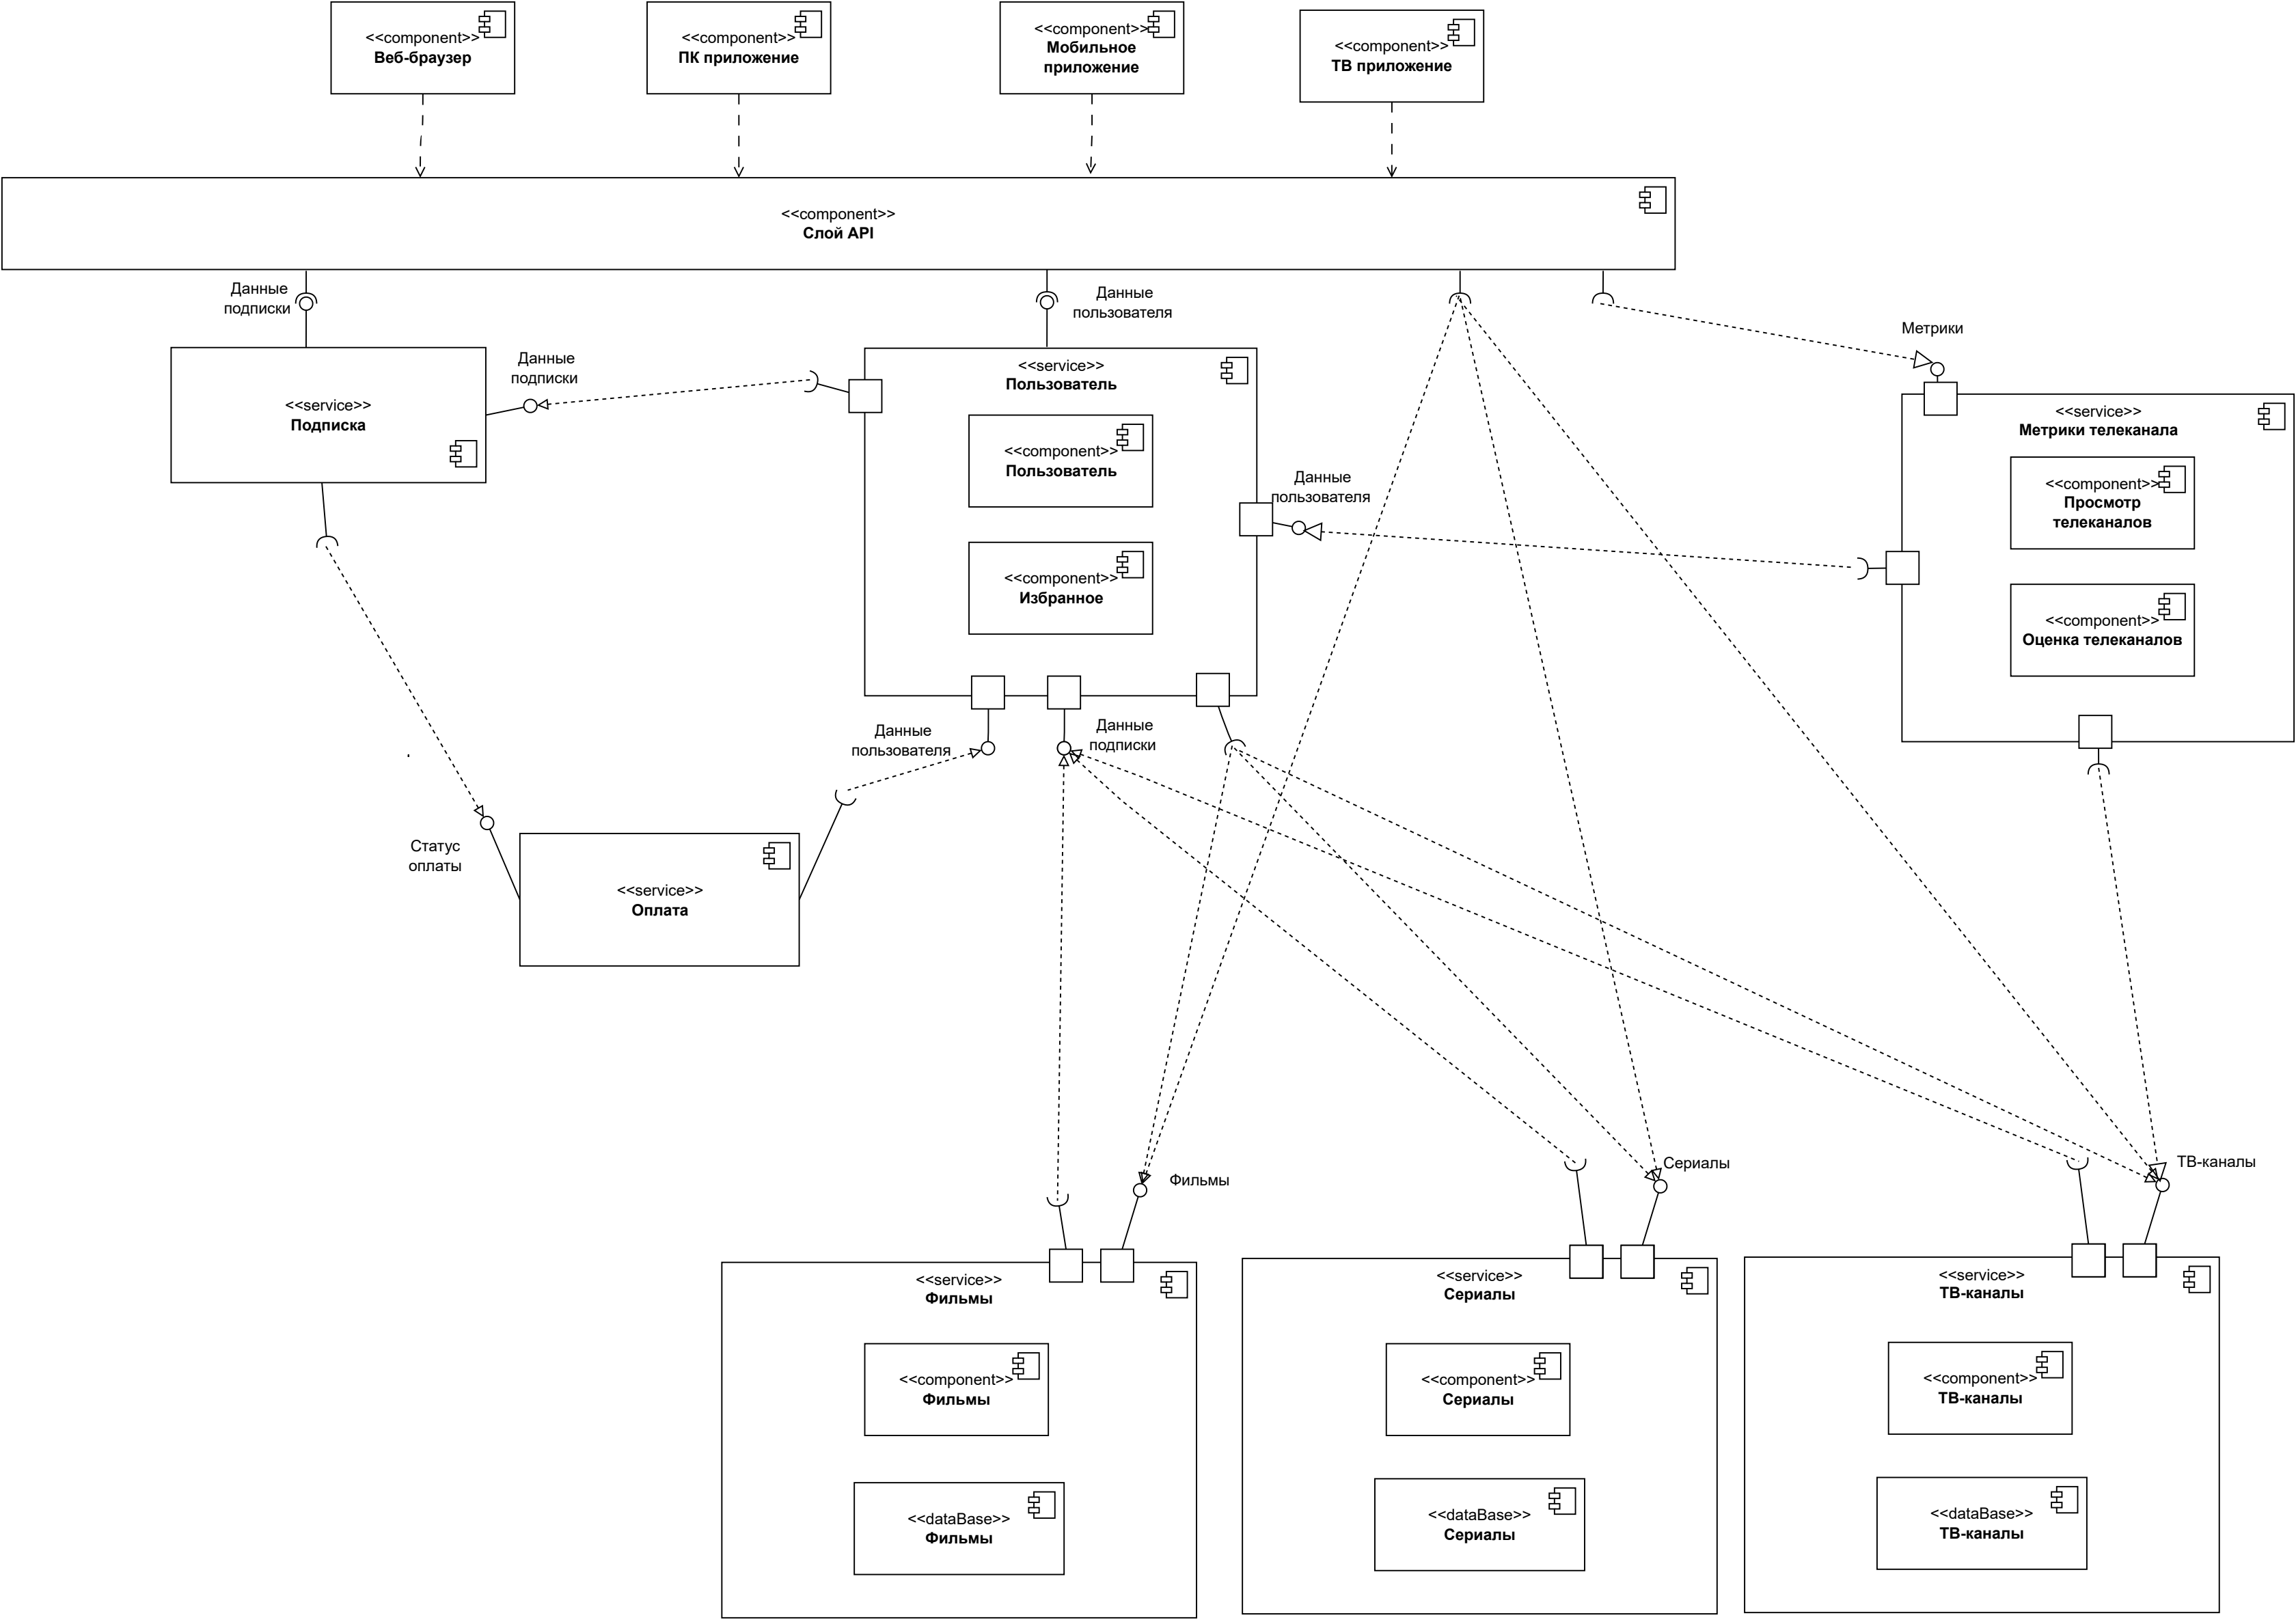 <<component>>
Веб-браузер
<<component>>
ПК приложение
<<component>>
Мобильное
приложение
<<component>>
ТВ приложение
<<component>>
Слой API
Данные
подписки
Данные
пользователя
Метрики
Данные
подписки
<<service>>
Подписка
<<service>>
Пользователь
<<component>>
Пользователь
<<component>>
Избранное
Данные
пользователя
<<service>>
Метрики телеканала
<<component>>
Просмотр
телеканалов
<<component>>
Оценка телеканалов
Данные
пользователя
Данные
подписки
.
Статус
оплаты
<<service>>
Оплата
Фильмы
Сериалы
ТВ-каналы
<<service>>
Фильмы
<<component>>
Фильмы
<<dataBase>>
Фильмы
<<service>>
Сериалы
<<component>>
Сериалы
<<dataBase>>
Сериалы
<<service>>
ТВ-каналы
<<component>>
ТВ-каналы
<<dataBase>>
ТВ-каналы